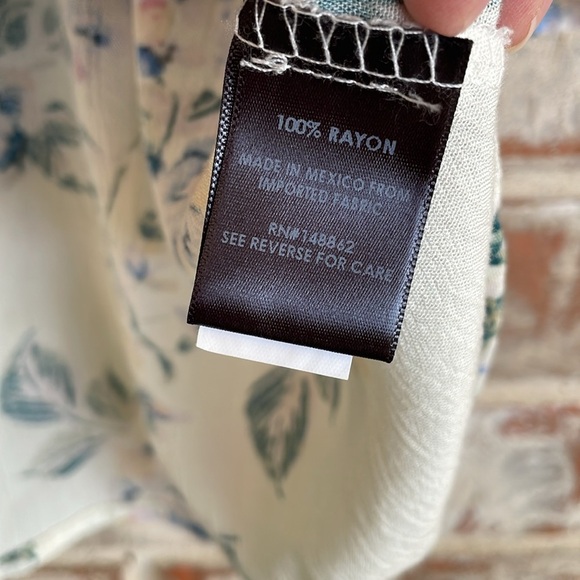 100% RAYON
MADE IN MEXICO FROM
IMPORTED FABRIC
RN#148862
SEE REVERSE FOR CARE